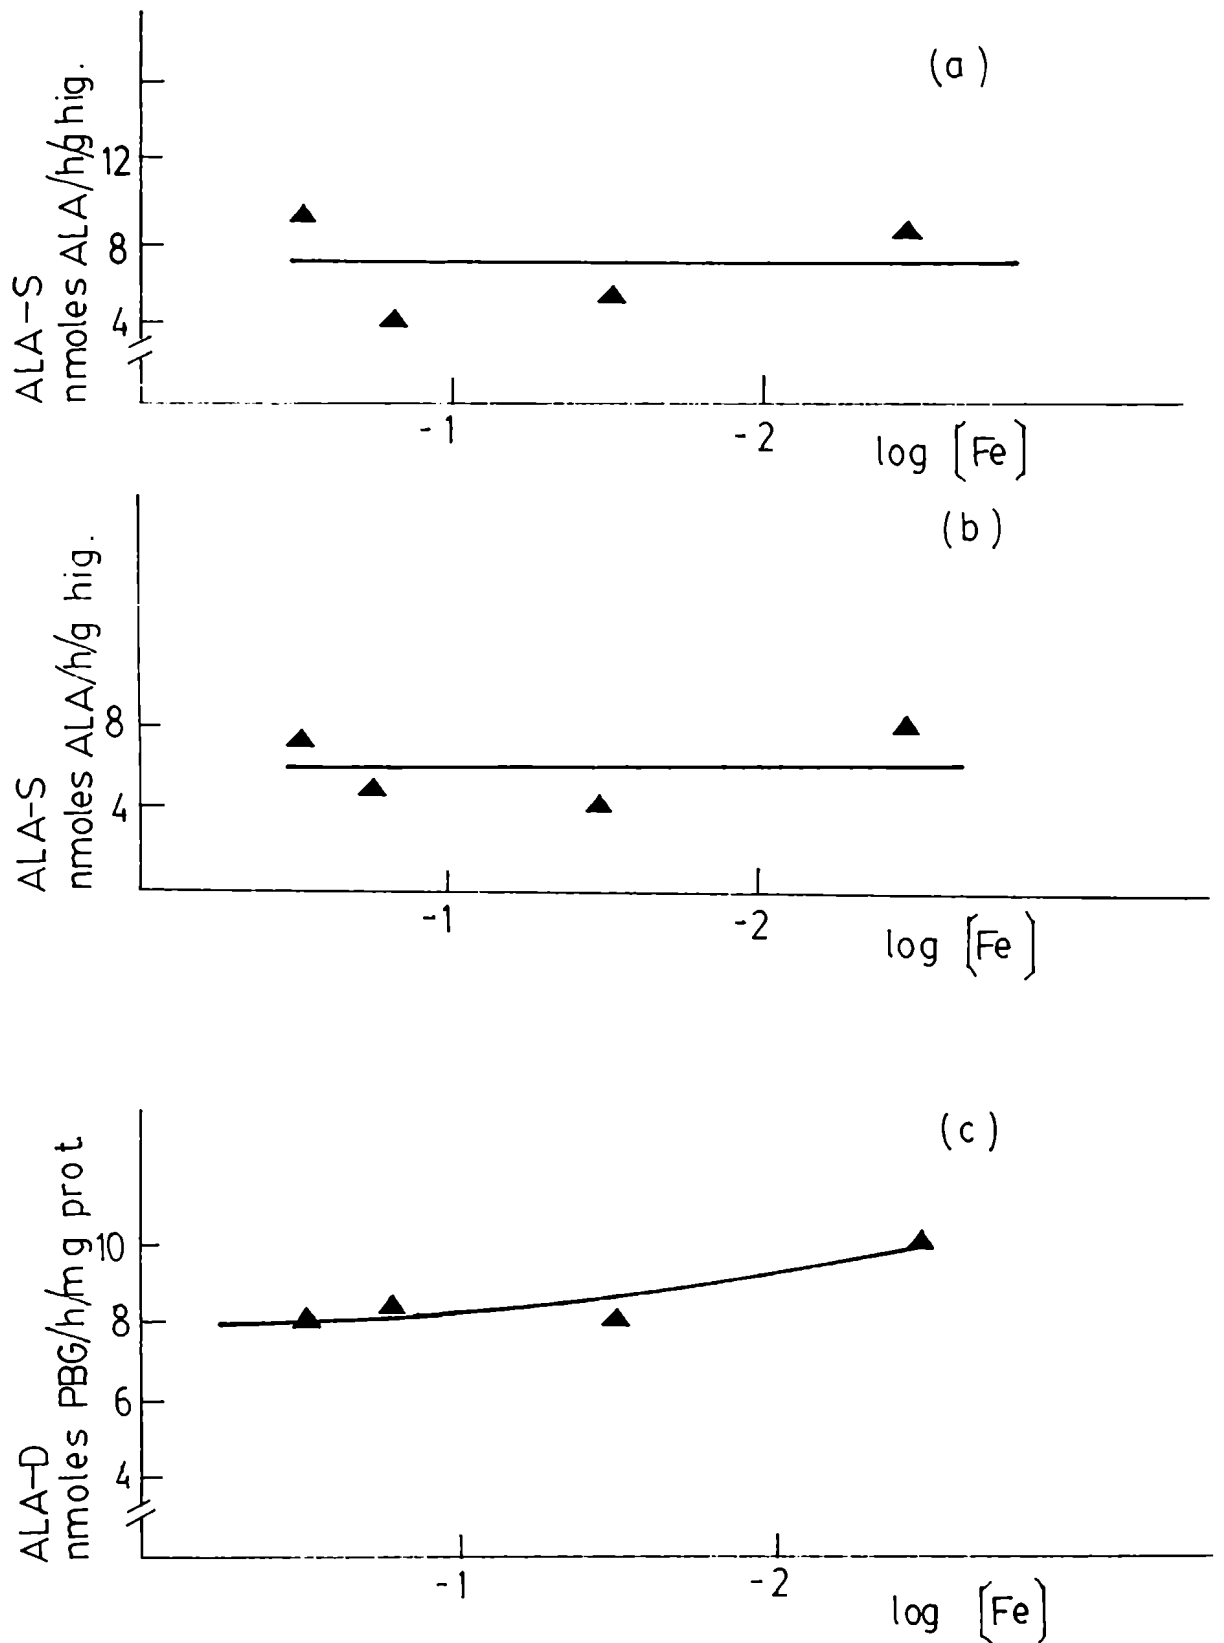 (a)
ALA-S
nmoles ALA/h/g hig.
12
8
4
-1
-2
log [Fe]
(b)
ALA-S
nmoles ALA/h/g hig.
8
4
-1
-2
log [Fe]
(c)
ALA-D
nmoles PBG/h/mg prot
10
8
6
4
-1
-2
log [Fe]